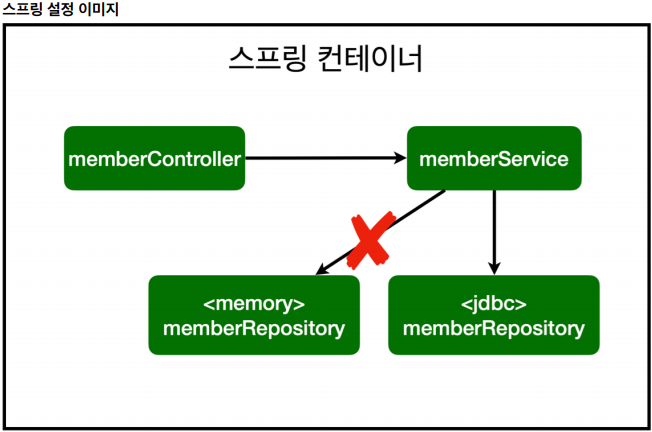 스프링 설정 이미지
스프링 컨테이너
memberController
memberService
<memory>
memberRepository
<jdbc>
memberRepository